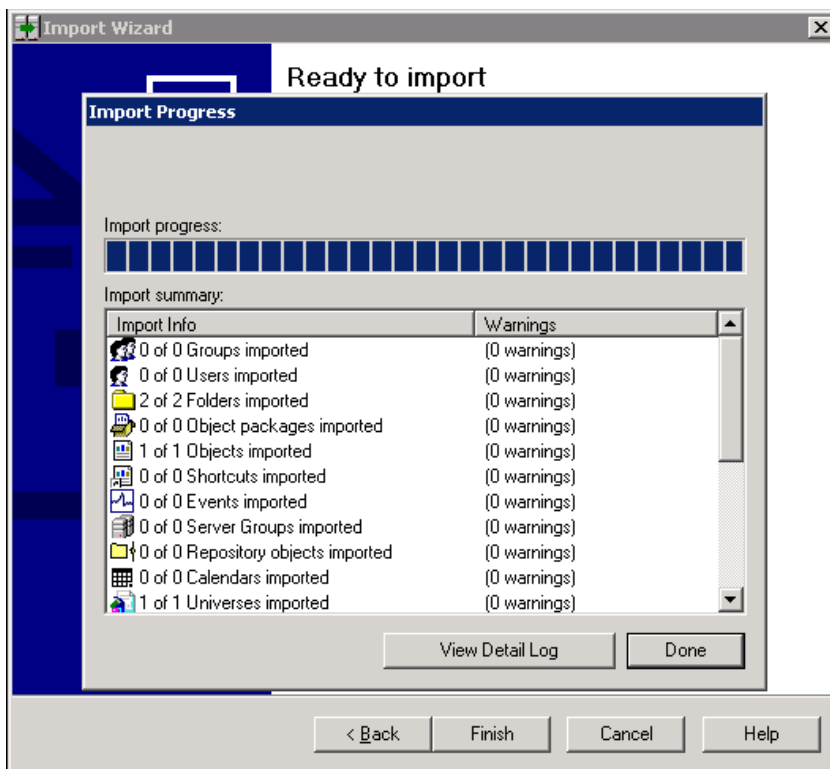 Import Wizard
Ready to import
Import Progress
Import progress:
Import summary:
Import Info Warnings
0 of 0 Groups imported (0 warnings)
0 of 0 Users imported (0 warnings)
2 of 2 Folders imported (0 warnings)
0 of 0 Object packages imported (0 warnings)
1 of 1 Objects imported (0 warnings)
0 of 0 Shortcuts imported (0 warnings)
0 of 0 Events imported (0 warnings)
0 of 0 Server Groups imported (0 warnings)
0 of 0 Repository objects imported (0 warnings)
0 of 0 Calendars imported (0 warnings)
1 of 1 Universes imported (0 warnings)
View Detail Log Done
< Back Finish Cancel Help